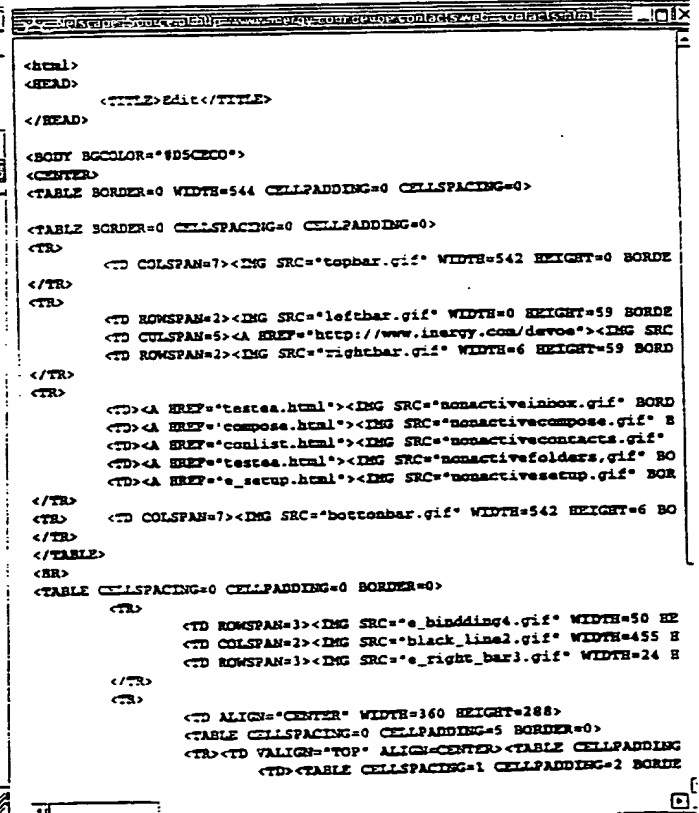 Netscape
<html>
<HEAD>
<TITLE>Edit</TITLE>
</HEAD>
<BODY BGCOLOR="#D5CECO">
<CENTER>
<TABLE BORDER=0 WIDTH=544 CELLPADDING=0 CELLSPACING=0>
<TABLE BORDER=0 CELLSPACING=0 CELLPADDING=0>
<TR>
<TD COLSPAN=7><IMG SRC="topbar.gif" WIDTH=542 HEIGHT=0 BORDE
</TR>
<TR>
<TD ROWSPAN=2><IMG SRC="leftbar.gif" WIDTH=0 HEIGHT=59 BORDE
<TD CULSPAN=5><A HREF="http://www.inergy.com/devoe"><IMG SRC
<TD ROWSPAN=2><IMG SRC="rightbar.gif" WIDTH=6 HEIGHT=59 BORD
</TR>
<TR>
<TD><A HREF="testea.html"><IMG SRC="nonactiveinbox.gif" BORD
<TD><A HREF='compose.html"><IMG SRC="nonactivecompose.gif" B
<TD><A HREF="conlist.html"><IMG SRC="nonactivecontacts.gif"
<TD><A HREF="testea.html"><IMG SRC="nonactivefolders,gif" BO
<TD><A HREF="e_setup.html"><IMG SRC="nonactivesetup.gif" BOR
</TR>
<TR> <TD COLSPAN=7><IMG SRC="bottonbar.gif" WIDTH=542 HEIGHT=6 BO
</TR>
</TABLE>
<BR>
<TABLE CELLSPACING=0 CELLPADDING=0 BORDER=0>
<TR>
<TD ROWSPAN=3><IMG SRC="e_bindding4.gif" WIDTH=50 HE
<TD COLSPAN=2><IMG SRC="black_line2.gif" WIDTH=455 H
<TD ROWSPAN=3><IMG SRC="e_right_bar3.gif" WIDTH=24 H
</TR>
<TR>
<TD ALIGN="CENTER" WIDTH=360 HEIGHT=288>
<TABLE CELLSPACING=0 CELLPADDING=5 BORDER=0>
<TR><TD VALIGN="TOP" ALIGN=CENTER><TABLE CELLPADDING
<TD><TABLE CELLSPACING=1 CELLPADDING=2 BORDE